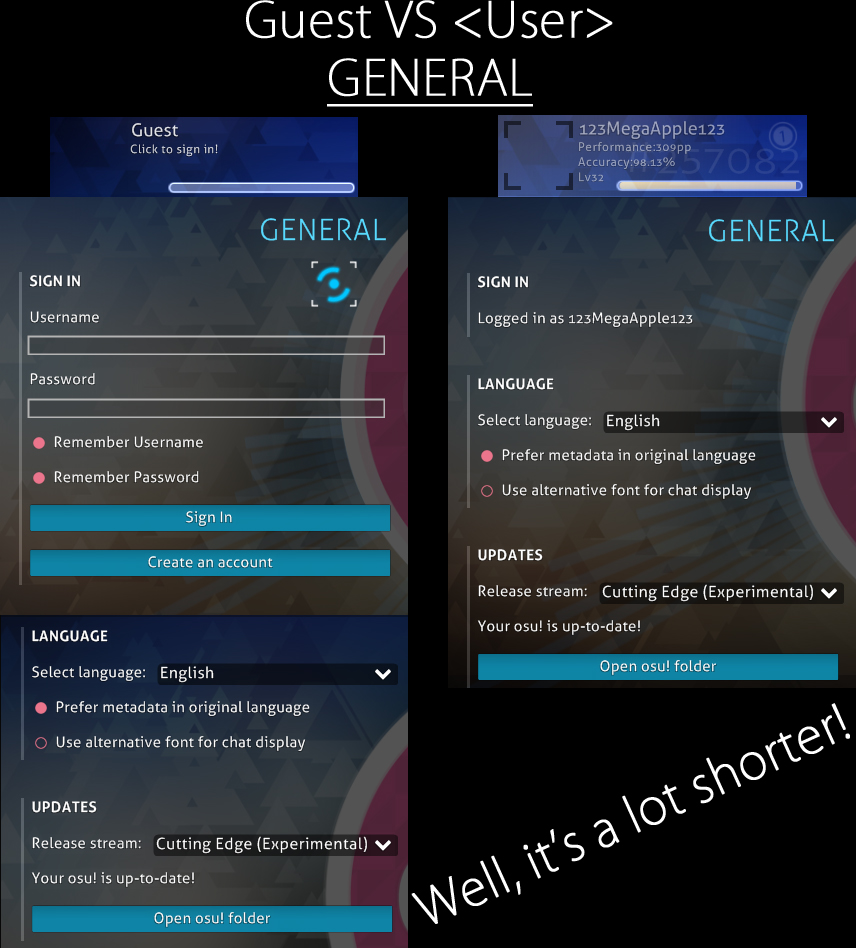 Guest VS <User>
GENERAL
Guest
Click to sign in!
GENERAL
SIGN IN
Username
Password
Remember Username
Remember Password
Sign In
Create an account
LANGUAGE
Select language: English
Prefer metadata in original language
Use alternative font for chat display
UPDATES
Release stream: Cutting Edge (Experimental)
Your osu! is up-to-date!
Open osu! folder
123MegaApple123
Performance:309pp
Accuracy:98.13%
Lv32
1
257082
GENERAL
SIGN IN
Logged in as 123MegaApple123
LANGUAGE
Select language: English
Prefer metadata in original language
Use alternative font for chat display
UPDATES
Release stream: Cutting Edge (Experimental)
Your osu! is up-to-date!
Open osu! folder
Well, it's a lot shorter!